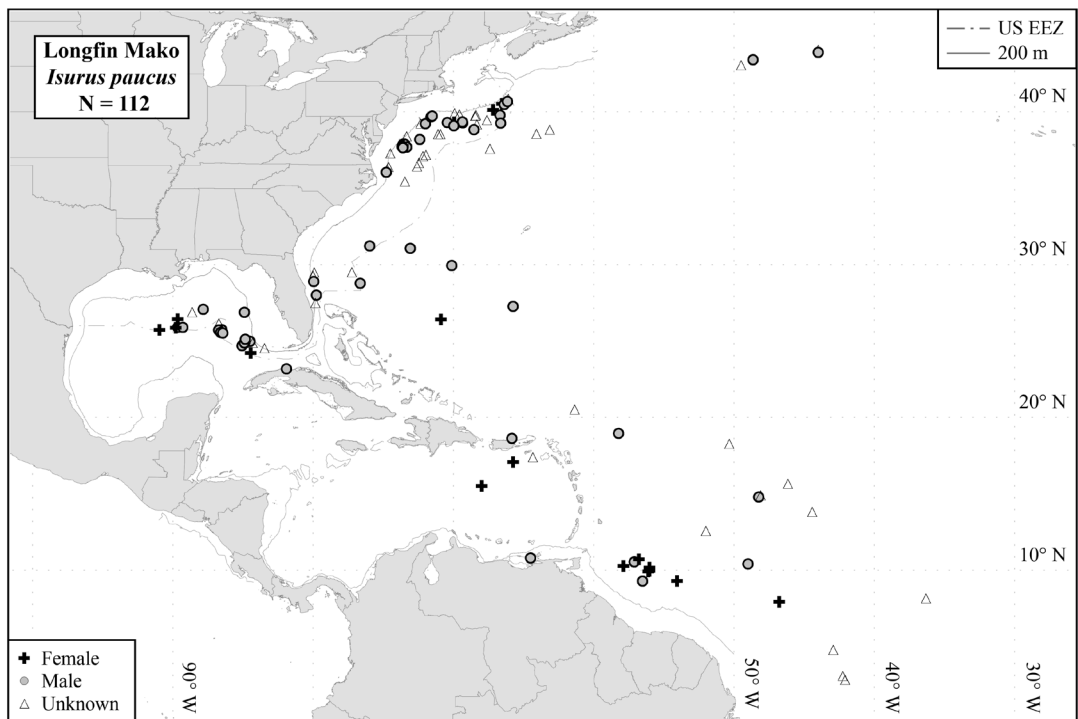 Longfin Mako
Isurus paucus
N = 112
US EEZ
200 m
40° N
30° N
20° N
10° N
90° W
50° W
40° W
30° W
Female
Male
Unknown